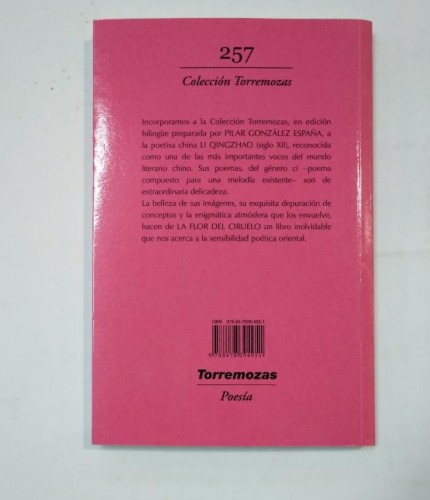 257
Colección Torremozas
Incorporamos a la Colección Torremozas, en edición
bilingüe preparada por PILAR GONZÁLEZ ESPAÑA, a
la poetisa china LI QINGZHAO (siglo XII), reconocida
como una de las más importantes voces del mundo
literario chino. Sus poemas, del género ci –poema
compuesto para una melodía existente– son de
extraordinaria delicadeza.
La belleza de sus imágenes, su exquisita depuración de
conceptos y la enigmática atmósfera que los envuelve,
hacen de LA FLOR DEL CIRUELO un libro inolvidable
que nos acerca a la sensibilidad poética oriental.
ISBN
Torremozas
Poesía